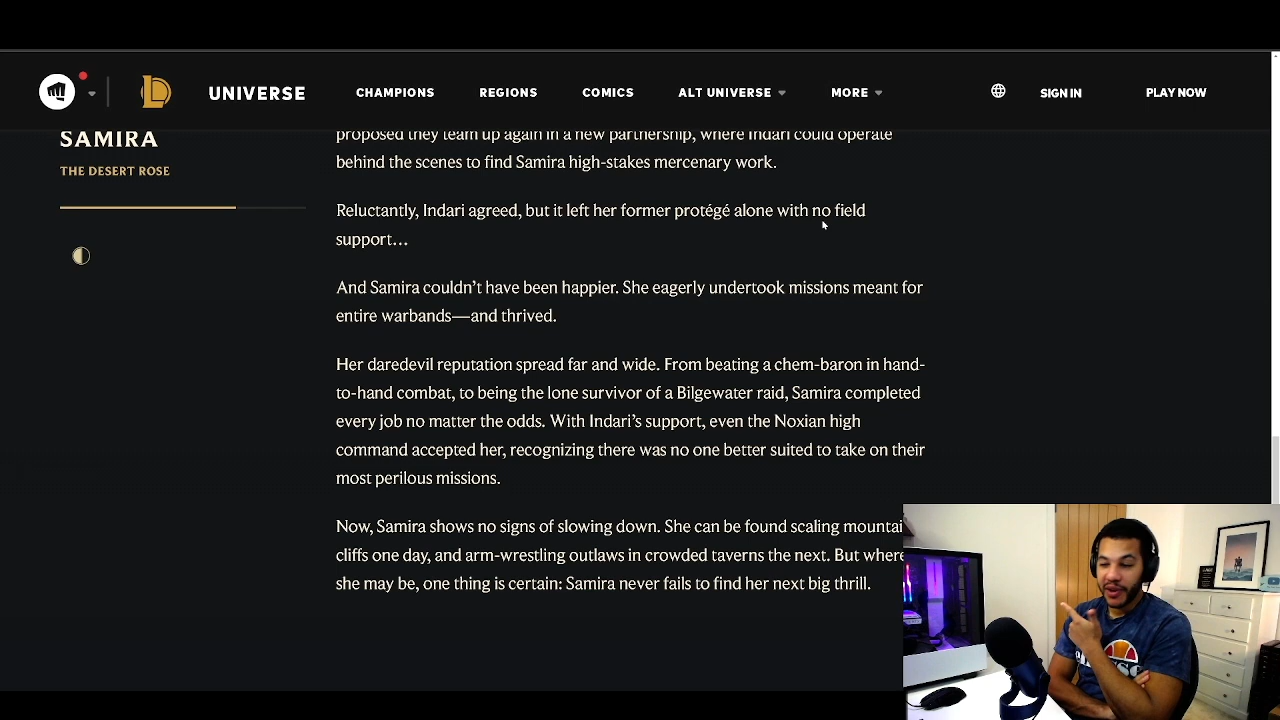 UNIVERSE CHAMPIONS REGIONS COMICS ALT UNIVERSE MORE SIGN IN PLAY NOW
SAMIRA
THE DESERT ROSE
proposed they team up again in a new partnership, where Indari could operate
behind the scenes to find Samira high-stakes mercenary work.
Reluctantly, Indari agreed, but it left her former protégé alone with no field
support…
And Samira couldn’t have been happier. She eagerly undertook missions meant for
entire warbands—and thrived.
Her daredevil reputation spread far and wide. From beating a chem-baron in hand-
to-hand combat, to being the lone survivor of a Bilgewater raid, Samira completed
every job no matter the odds. With Indari’s support, even the Noxian high
command accepted her, recognizing there was no one better suited to take on their
most perilous missions.
Now, Samira shows no signs of slowing down. She can be found scaling mountai
cliffs one day, and arm-wrestling outlaws in crowded taverns the next. But where
she may be, one thing is certain: Samira never fails to find her next big thrill.